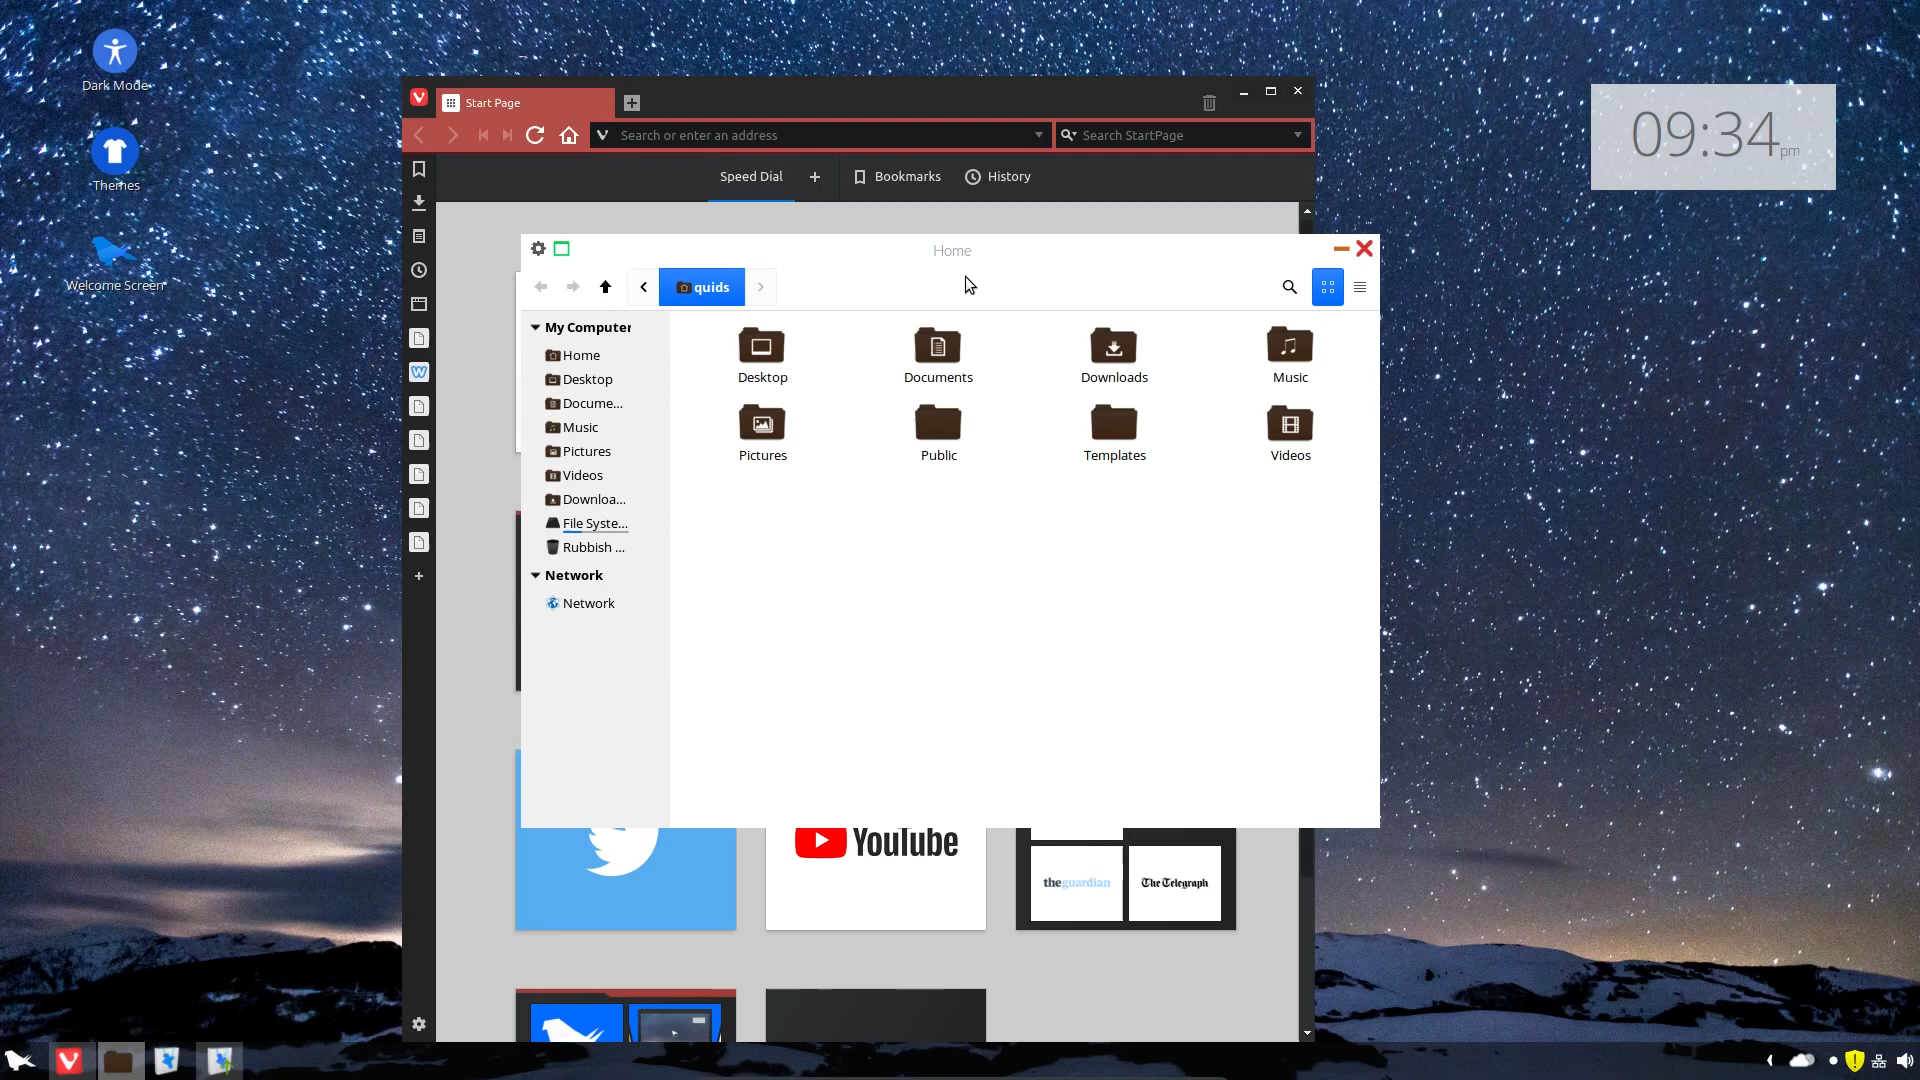 Dark Mode
Themes
Welcome Screen
Start Page
Search or enter an address
Search StartPage
Speed Dial
Bookmarks
History
09:34 pm
Home
quids
My Computer
Home
Desktop
Docume...
Music
Pictures
Videos
Downloa...
File Syste...
Rubbish ...
Network
Network
Desktop
Documents
Downloads
Music
Pictures
Public
Templates
Videos
YouTube
theguardian
The Telegraph